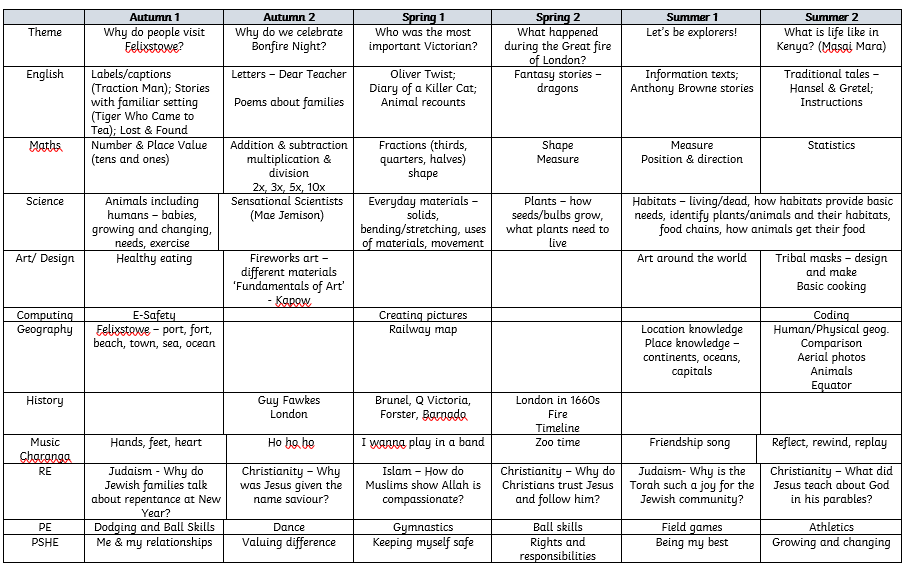 Autumn 1 Autumn 2 Spring 1 Spring 2 Summer 1 Summer 2
Theme
Why do people visit
Felixstowe?
Why do we celebrate
Bonfire Night?
Who was the most
important Victorian?
What happened
during the Great fire
of London?
Let's be explorers!
What is life like in
Kenya? (Masai Mara)
English
Labels/captions
(Traction Man); Stories
with familiar setting
(Tiger Who Came to
Tea); Lost & Found
Letters – Dear Teacher
Poems about families
Oliver Twist;
Diary of a Killer Cat;
Animal recounts
Fantasy stories –
dragons
Information texts;
Anthony Browne stories
Traditional tales –
Hansel & Gretel;
Instructions
Maths
Number & Place Value
(tens and ones)
Addition & subtraction
multiplication &
division
2x, 3x, 5x, 10x
Fractions (thirds,
quarters, halves)
shape
Shape
Measure
Measure
Position & direction
Statistics
Science
Animals including
humans – babies,
growing and changing,
needs, exercise
Sensational Scientists
(Mae Jemison)
Everyday materials –
solids,
bending/stretching, uses
of materials, movement
Plants – how
seeds/bulbs grow,
what plants need to
live
Habitats – living/dead, how habitats provide basic
needs, identify plants/animals and their habitats,
food chains, how animals get their food
Art/ Design
Healthy eating
Fireworks art –
different materials
‘Fundamentals of Art’
- Kapow
Art around the world
Tribal masks – design
and make
Basic cooking
Computing
E-Safety
Creating pictures
Coding
Geography
Felixstowe – port, fort,
beach, town, sea, ocean
Railway map
Location knowledge
Place knowledge –
continents, oceans,
capitals
Human/Physical geog.
Comparison
Aerial photos
Animals
Equator
History
Guy Fawkes
London
Brunel, Q Victoria,
Forster, Barnado
London in 1660s
Fire
Timeline
Music
Charanga
Hands, feet, heart
Ho ho ho
I wanna play in a band
Zoo time
Friendship song
Reflect, rewind, replay
RE
Judaism - Why do
Jewish families talk
about repentance at New
Year?
Christianity – Why
was Jesus given the
name saviour?
Islam – How do
Muslims show Allah is
compassionate?
Christianity – Why do
Christians trust Jesus
and follow him?
Judaism- Why is the
Torah such a joy for the
Jewish community?
Christianity – What did
Jesus teach about God
in his parables?
PE
Dodging and Ball Skills
Dance
Gymnastics
Ball skills
Field games
Athletics
PSHE
Me & my relationships
Valuing difference
Keeping myself safe
Rights and
responsibilities
Being my best
Growing and changing